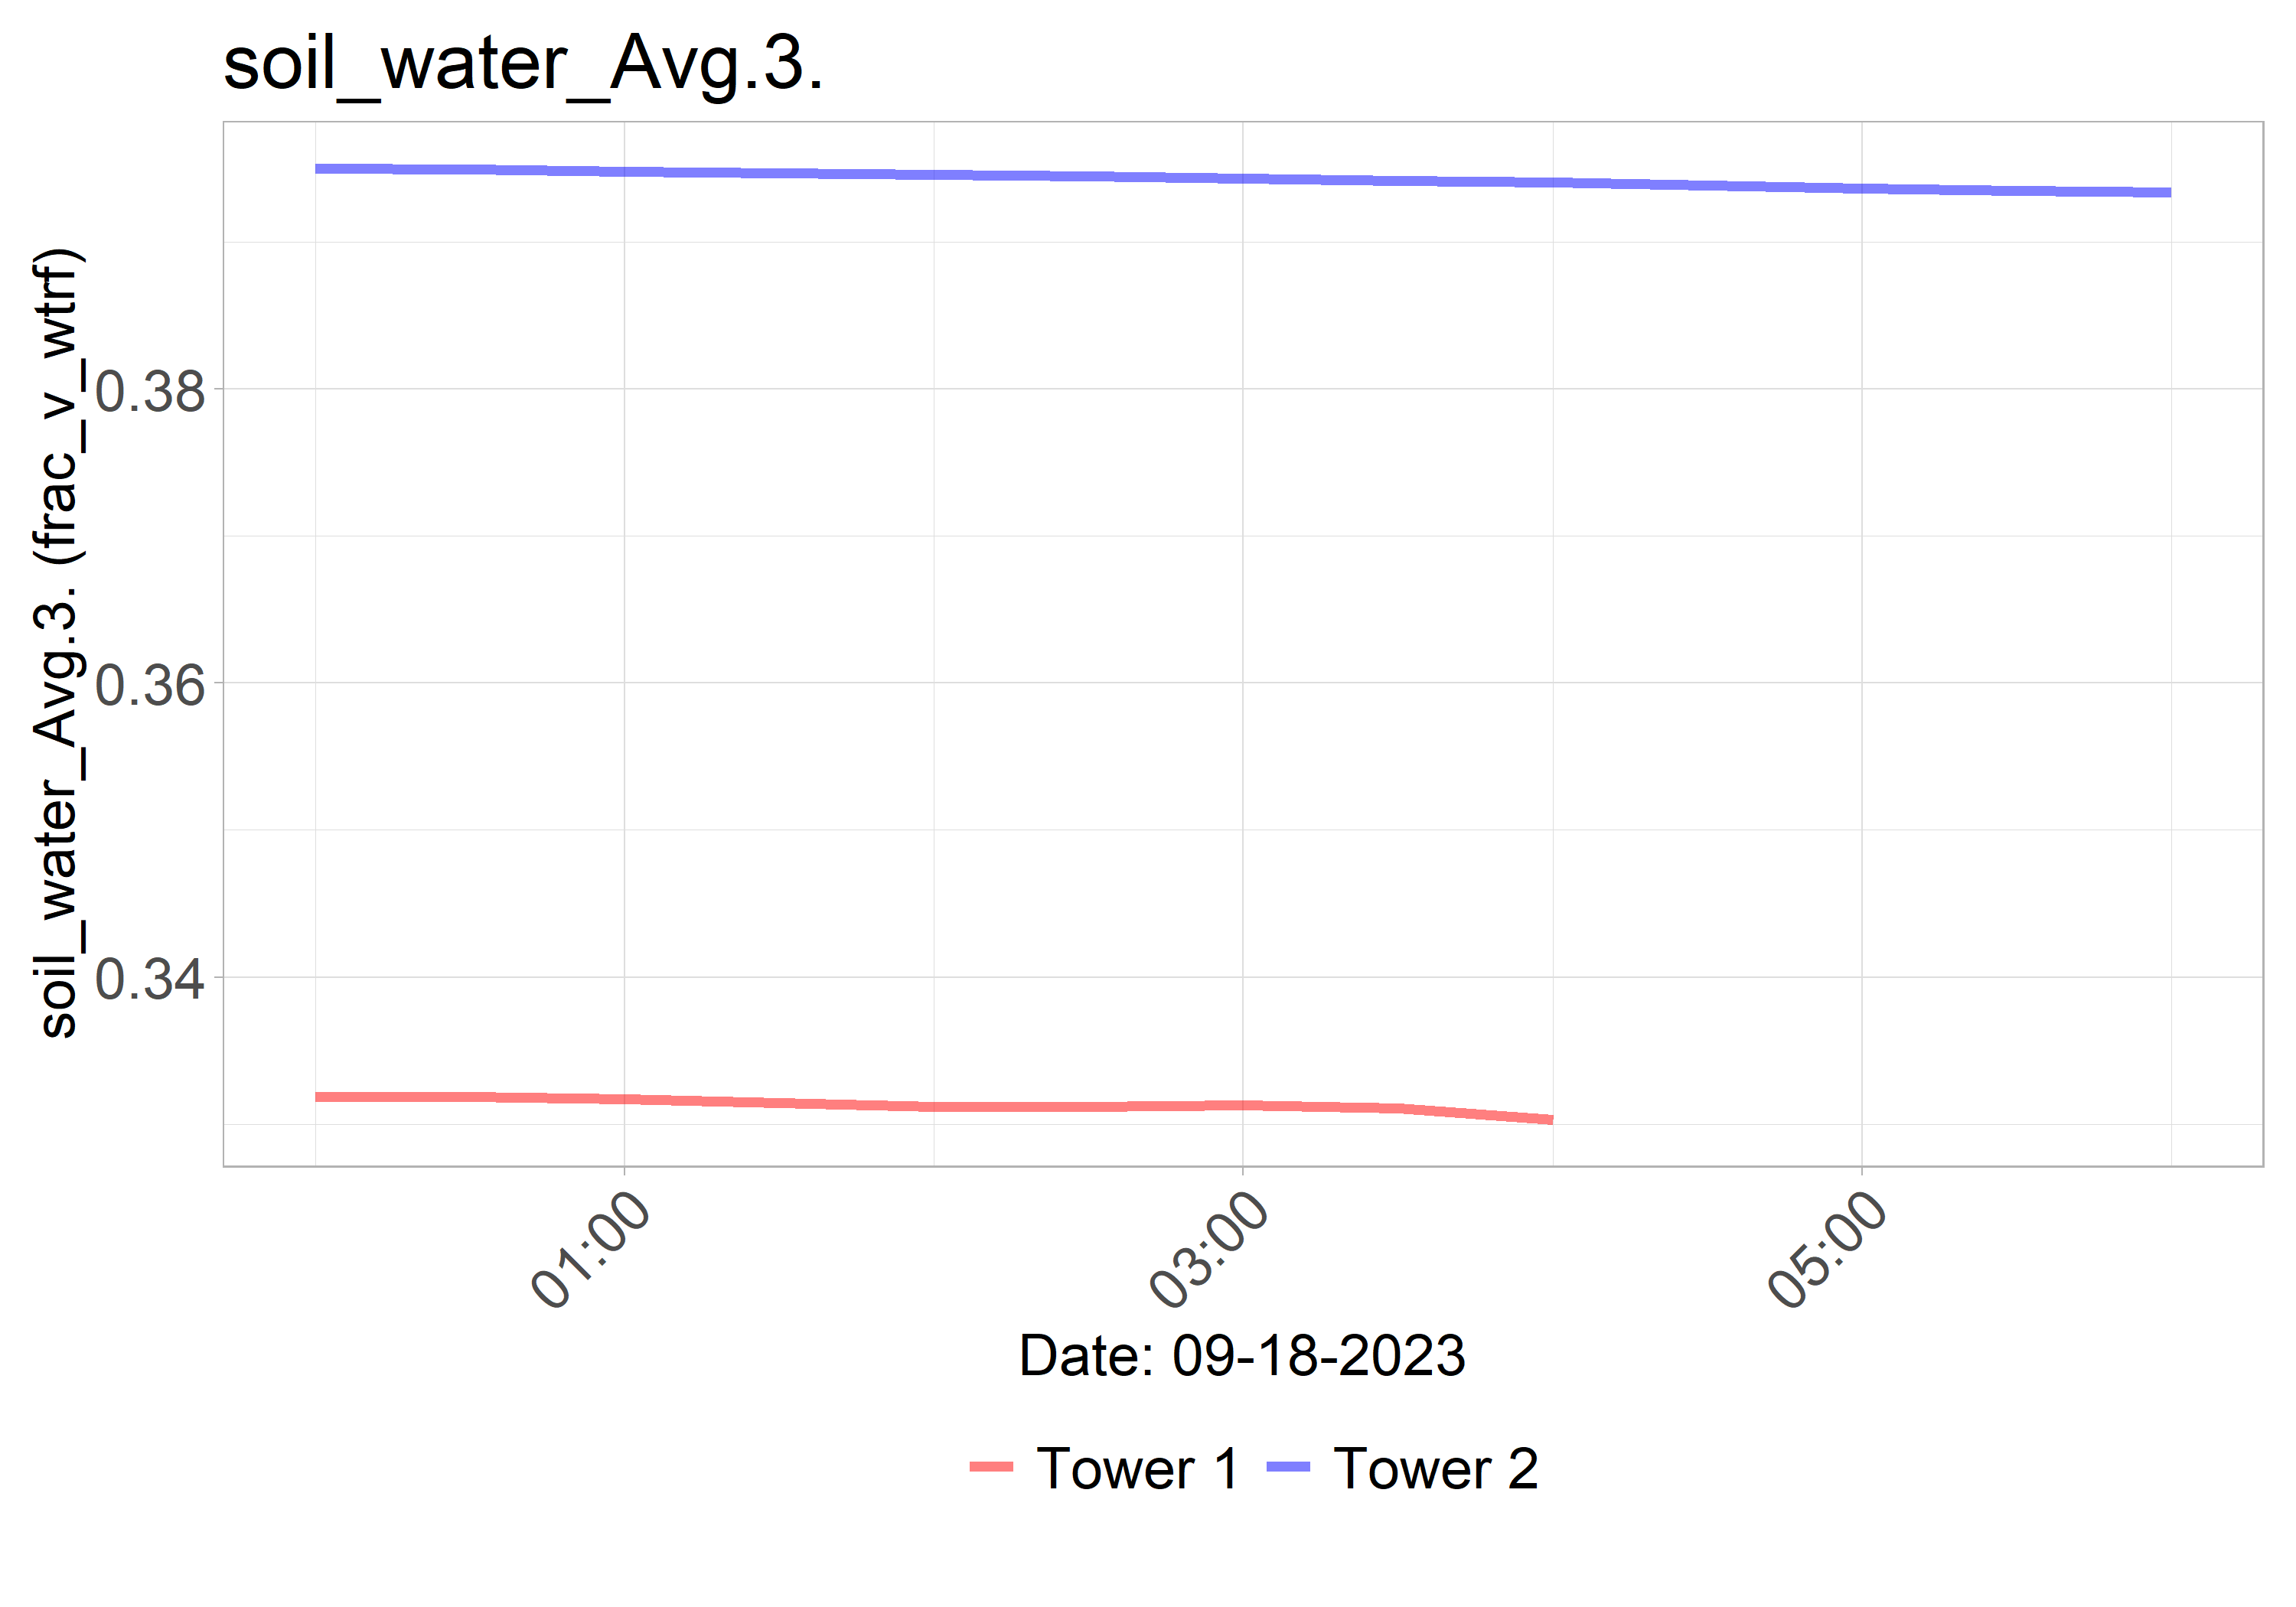 soil_water_Avg.3.
soil_water_Avg.3. (frac_v_wtrf)
0.38
0.36
0.34
01:00
03:00
05:00
Date: 09-18-2023
Tower 1
Tower 2